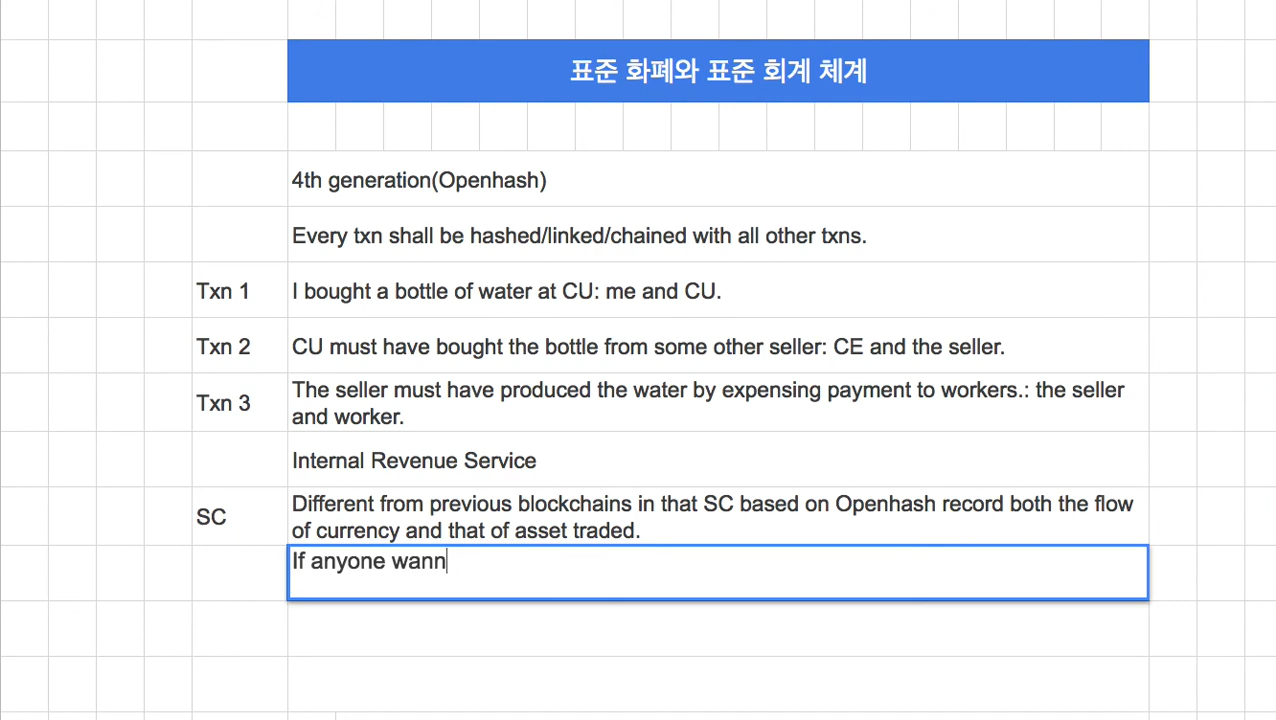 표준 화폐와 표준 회계 체계
4th generation(Openhash)
Every txn shall be hashed/linked/chained with all other txns.
Txn 1 I bought a bottle of water at CU: me and CU.
Txn 2 CU must have bought the bottle from some other seller: CE and the seller.
Txn 3 The seller must have produced the water by expensing payment to workers.: the seller
and worker.
Internal Revenue Service
SC Different from previous blockchains in that SC based on Openhash record both the flow
of currency and that of asset traded.
If anyone wann